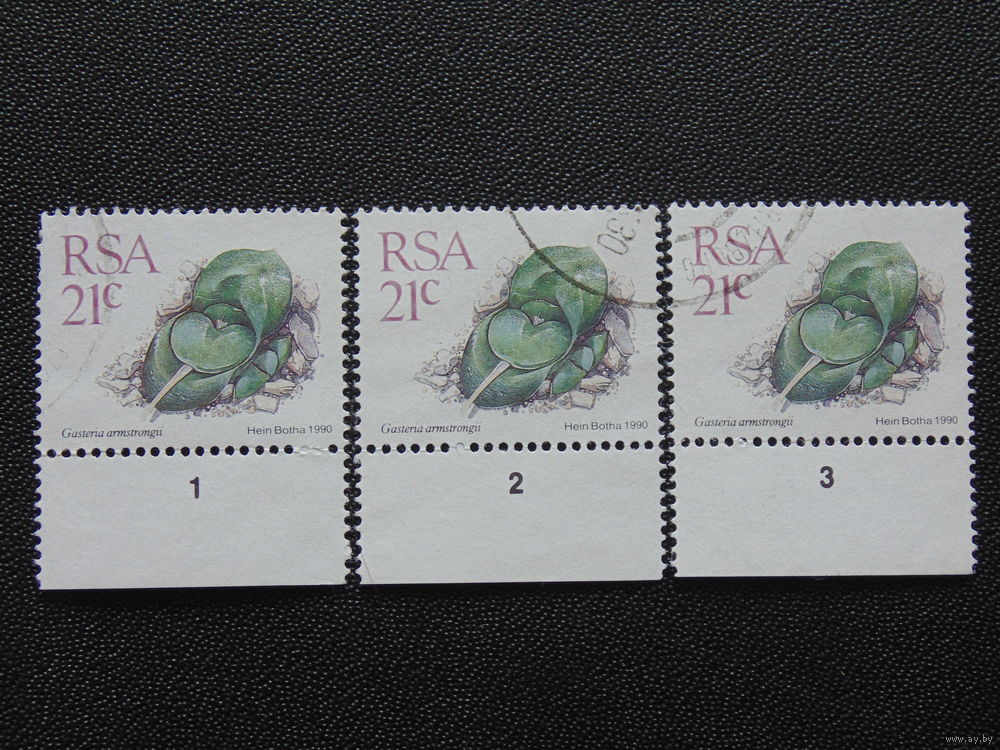 RSA
21c
Gasteria armstrongii Hein Botha 1990
1
RSA
21c
Gasteria armstrongii Hein Botha 1990
2
30
RSA
21c
Gasteria armstrongii Hein Botha 1990
3
www.ay.by